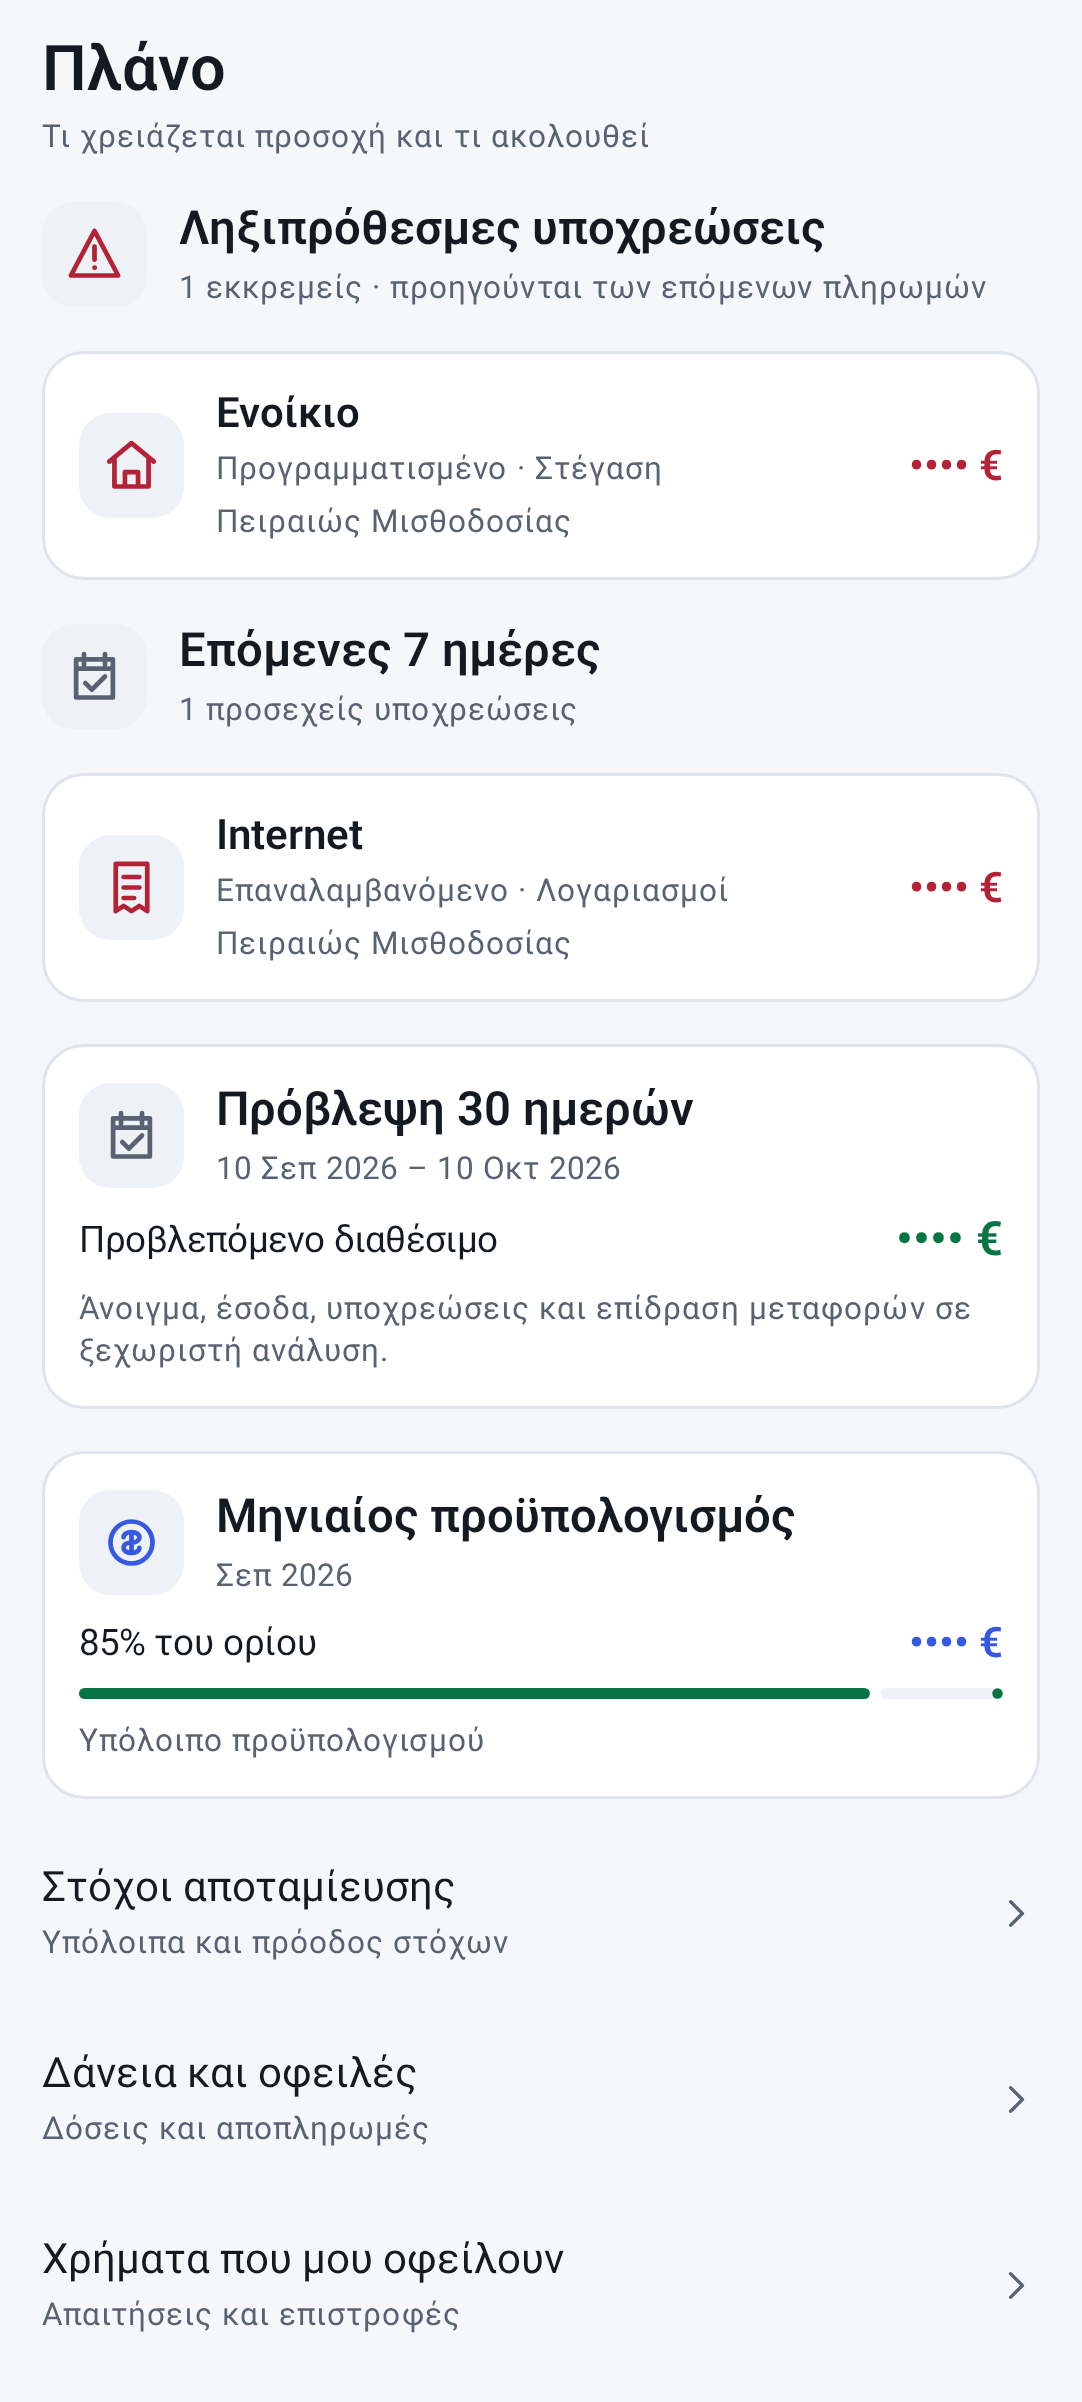 Πλάνο
Τι χρειάζεται προσοχή και τι ακολουθεί
Ληξιπρόθεσμες υποχρεώσεις
1 εκκρεμείς · προηγούνται των επόμενων πληρωμών
Ενοίκιο
Προγραμματισμένο · Στέγαση
•••• €
Πειραιώς Μισθοδοσίας
Επόμενες 7 ημέρες
1 προσεχείς υποχρεώσεις
Internet
Επαναλαμβανόμενο · Λογαριασμοί
•••• €
Πειραιώς Μισθοδοσίας
Πρόβλεψη 30 ημερών
10 Σεπ 2026 – 10 Οκτ 2026
Προβλεπόμενο διαθέσιμο •••• €
Άνοιγμα, έσοδα, υποχρεώσεις και επίδραση μεταφορών σε
ξεχωριστή ανάλυση.
Μηνιαίος προϋπολογισμός
Σεπ 2026
85% του ορίου •••• €
Υπόλοιπο προϋπολογισμού
Στόχοι αποταμίευσης
Υπόλοιπα και πρόοδος στόχων
Δάνεια και οφειλές
Δόσεις και αποπληρωμές
Χρήματα που μου οφείλουν
Απαιτήσεις και επιστροφές